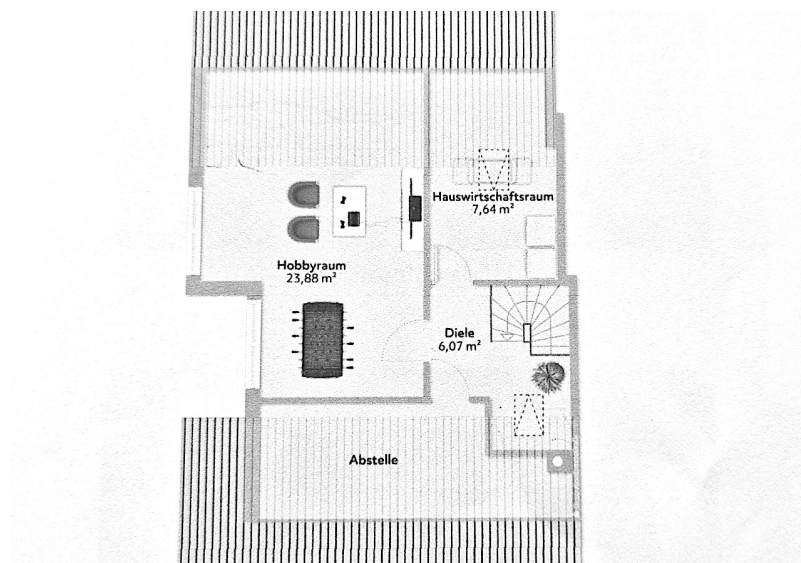 Hauswirtschaftsraum
7,64 m²
Hobbyraum
23,88 m²
Diele
6,07 m²
Abstelle